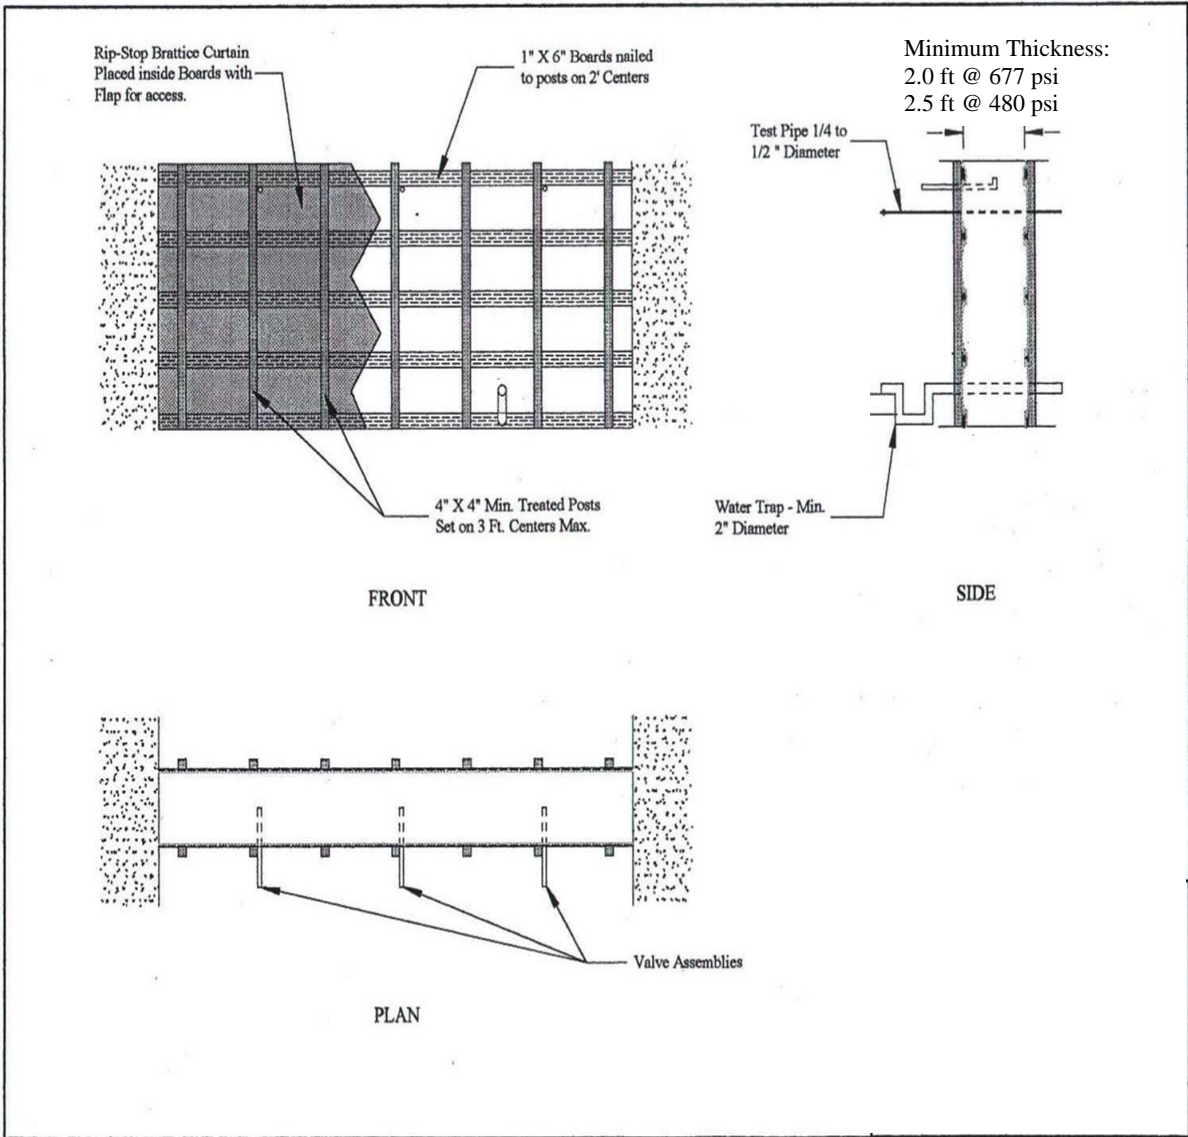 Rip-Stop Brattice Curtain
Placed inside Boards with
Flap for access.
1" X 6" Boards nailed
to posts on 2' Centers
Minimum Thickness:
2.0 ft @ 677 psi
2.5 ft @ 480 psi
Test Pipe 1/4 to
1/2 " Diameter
4" X 4" Min. Treated Posts
Set on 3 Ft. Centers Max.
Water Trap - Min.
2" Diameter
FRONT
SIDE
Valve Assemblies
PLAN